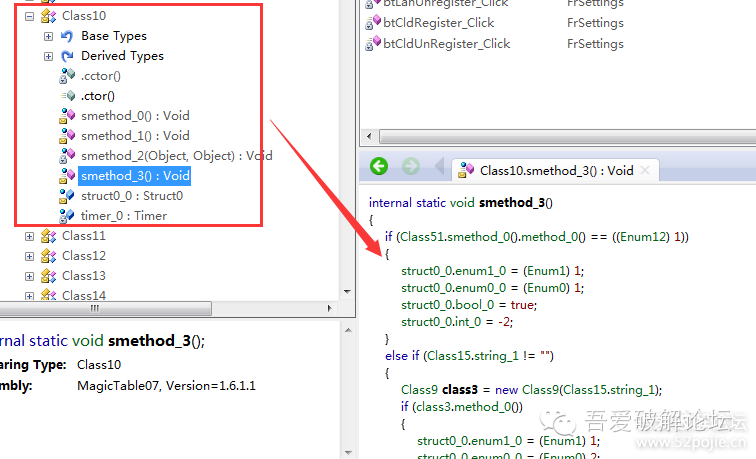 Class10
Base Types
Derived Types
.cctor()
.ctor()
smethod_0() : Void
smethod_1() : Void
smethod_2(Object, Object) : Void
smethod_3() : Void
struct0_0 : Struct0
timer_0 : Timer
Class11
Class12
Class13
Class14
rnal static void smethod_3();
aring Type: Class10
mbly: MagicTable07, Version=1.6.1.1
btLanUnregister_Click FrSettings
btCldRegister_Click FrSettings
btCldUnRegister_Click FrSettings
Class10.smethod_3() : Void
internal static void smethod_3()
{
if (Class51.smethod_0().method_0() == ((Enum12) 1))
{
struct0_0.enum1_0 = (Enum1) 1;
struct0_0.enum0_0 = (Enum0) 1;
struct0_0.bool_0 = true;
struct0_0.int_0 = -2;
}
else if (Class15.string_1 != "")
{
Class9 class3 = new Class9(Class15.string_1);
if (class3.method_0())
{
struct0_0.enum1_0 = (Enum1) 1;
struct0_0.enum0_0 = (Enum0) 2;
吾爱破解论坛
www.52pojie.cn